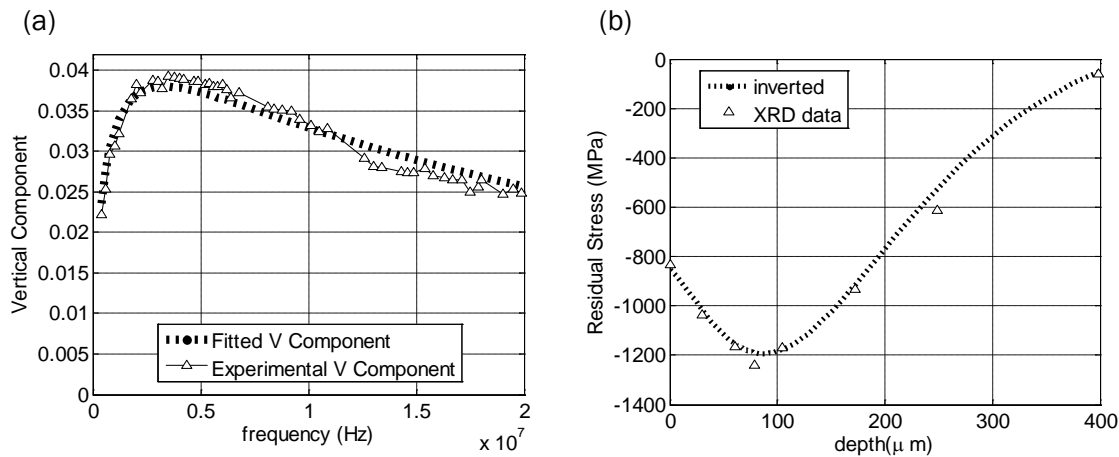 (a)
0.04
0.035
0.03
0.025
0.02
0.015
0.01
0.005
0
Vertical Component
Fitted V Component
Experimental V Component
0 0.5 1 1.5 2
x 10^7
frequency (Hz)
(b)
0
-200
-400
-600
-800
-1000
-1200
-1400
Residual Stress (MPa)
inverted
XRD data
0 100 200 300 400
depth(μ m)